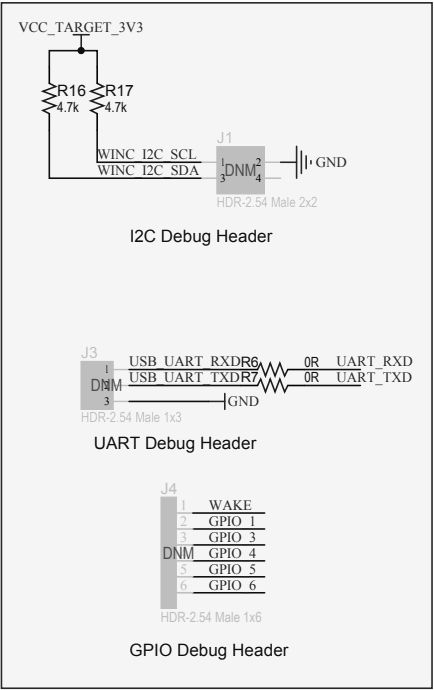 VCC_TARGET_3V3
R16 R17
4.7k 4.7k
J1
WINC_I2C_SCL 1 2 GND
DNM
WINC_I2C_SDA 3 4
HDR-2.54 Male 2x2
I2C Debug Header
J3
1 USB_UART_RXD R6 0R UART_RXD
DNM USB_UART_TXD R7 0R UART_TXD
3 GND
HDR-2.54 Male 1x3
UART Debug Header
J4
1 WAKE
2 GPIO_1
3 GPIO_3
DNM GPIO_4
5 GPIO_5
6 GPIO_6
HDR-2.54 Male 1x6
GPIO Debug Header